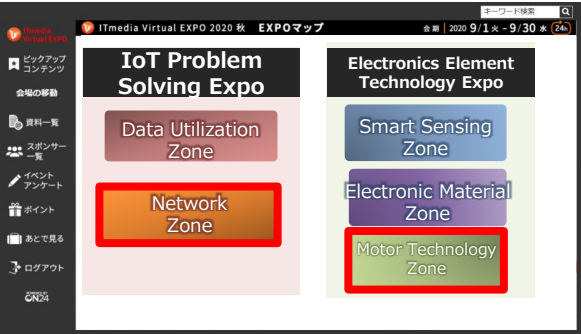 キーワード検索
ITmedia
Virtual EXPO
ITmedia Virtual EXPO 2020 秋 EXPOマップ
会期 2020 9/1火 - 9/30水 24h
ピックアップ
コンテンツ
会場の移動
資料一覧
スポンサー
一覧
イベント
アンケート
ポイント
あとで見る
ログアウト
POWERED BY
ON24
IoT Problem
Solving Expo
Data Utilization
Zone
Network
Zone
Electronics Element
Technology Expo
Smart Sensing
Zone
Electronic Material
Zone
Motor Technology
Zone